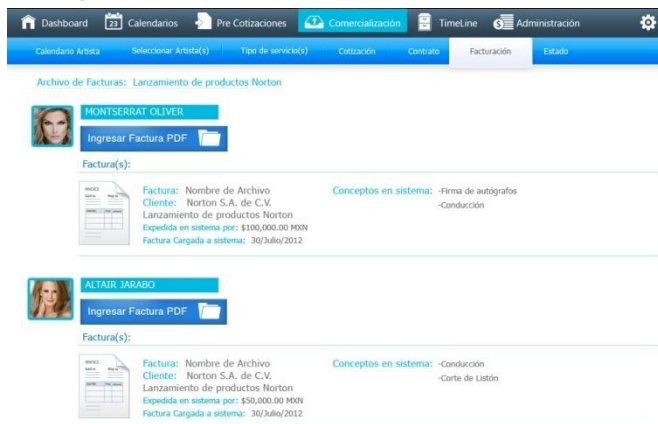 Dashboard
23
Calendarios
Pre Cotizaciones
Comercialización
TimeLine
Administración
Calendario Artista
Seleccionar Artista(s)
Tipo de servicio(s)
Cotización
Contrato
Facturación
Estado
Archivo de Facturas: Lanzamiento de productos Norton
MONTSERRAT OLIVER
Ingresar Factura PDF
Factura(s):
INVOICE
Factura: Nombre de Archivo
Cliente: Norton S.A. de C.V.
Lanzamiento de productos Norton
Expedida en sistema por: $100,000.00 MXN
Factura Cargada a sistema: 30/Julio/2012
Conceptos en sistema: -Firma de autógrafos
-Conducción
ALTAIR JARABO
Ingresar Factura PDF
Factura(s):
INVOICE
Factura: Nombre de Archivo
Cliente: Norton S.A. de C.V.
Lanzamiento de productos Norton
Expedida en sistema por: $50,000.00 MXN
Factura Cargada a sistema: 30/Julio/2012
Conceptos en sistema: -Conducción
-Corte de Listón